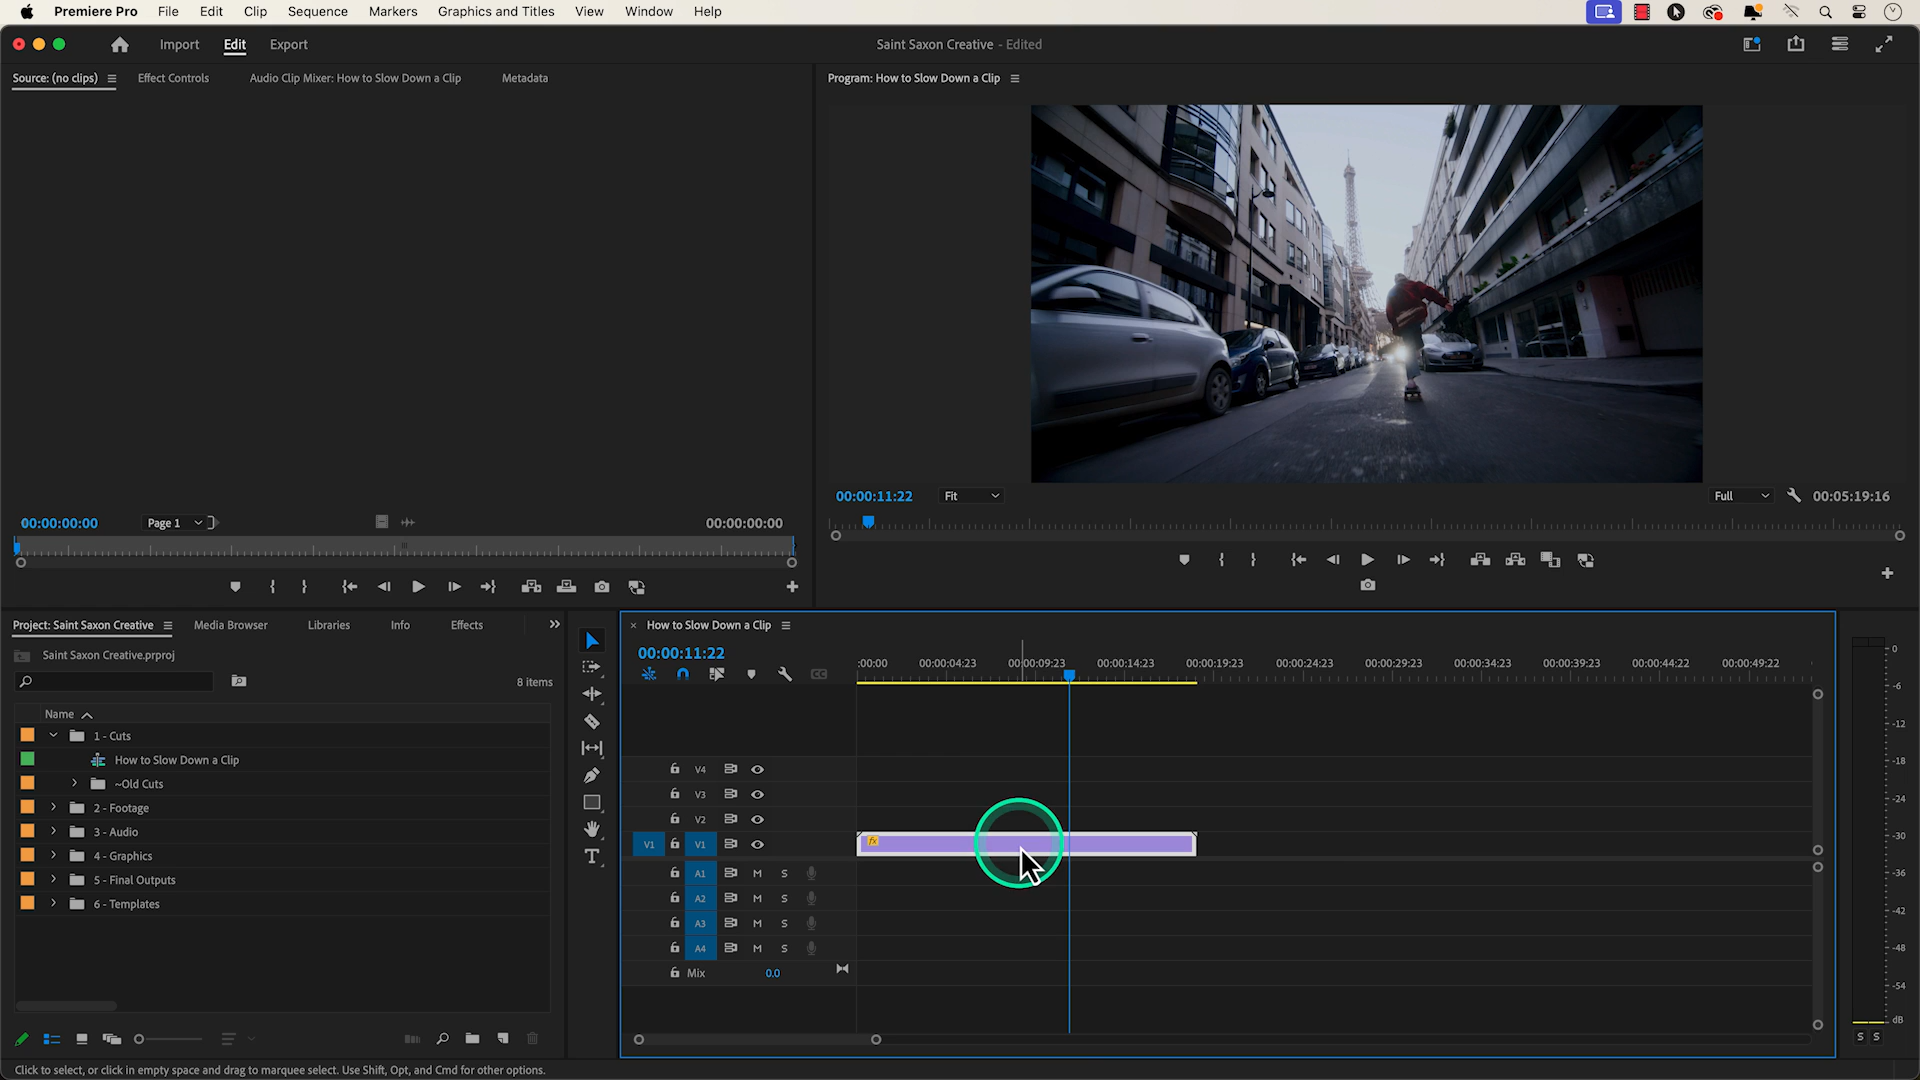 Premiere Pro File Edit Clip Sequence Markers Graphics and Titles View Window Help
Import Edit Export
Saint Saxon Creative - Edited
Source: (no clips) Effect Controls Audio Clip Mixer: How to Slow Down a Clip Metadata
Program: How to Slow Down a Clip
00:00:11:22 Fit Full 00:05:19:16
00:00:00:00 Page 1 00:00:00:00
Project: Saint Saxon Creative Media Browser Libraries Info Effects
Saint Saxon Creative.prproj
8 items
Name
1 - Cuts
How to Slow Down a Clip
~Old Cuts
2 - Footage
3 - Audio
4 - Graphics
5 - Final Outputs
6 - Templates
How to Slow Down a Clip
00:00:11:22
:00:00 00:00:04:23 00:00:09:23 00:00:14:23 00:00:19:23 00:00:24:23 00:00:29:23 00:00:34:23 00:00:39:23 00:00:44:22 00:00:49:22
CC
V4
V3
V2
V1 V1 fx
A1 M S
A2 M S
A3 M S
A4 M S
Mix 0.0
0
-6
-12
-18
-24
-30
-36
-42
-48
-54
dB
S S
Click to select, or click in empty space and drag to marquee select. Use Shift, Opt, and Cmd for other options.